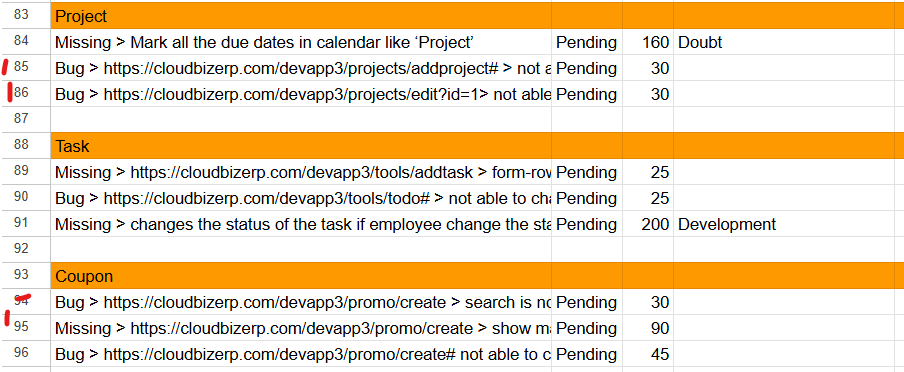 83 Project
84 Missing > Mark all the due dates in calendar like ‘Project’ Pending 160 Doubt
85 Bug > https://cloudbizerp.com/devapp3/projects/addproject# > not Pending 30
86 Bug > https://cloudbizerp.com/devapp3/projects/edit?id=1> not able Pending 30
87
88 Task
89 Missing > https://cloudbizerp.com/devapp3/tools/addtask > form-row Pending 25
90 Bug > https://cloudbizerp.com/devapp3/tools/todo# > not able to cha Pending 25
91 Missing > changes the status of the task if employee change the sta Pending 200 Development
92
93 Coupon
94 Bug > https://cloudbizerp.com/devapp3/promo/create > search is no Pending 30
95 Missing > https://cloudbizerp.com/devapp3/promo/create > show ma Pending 90
96 Bug > https://cloudbizerp.com/devapp3/promo/create# not able to c Pending 45